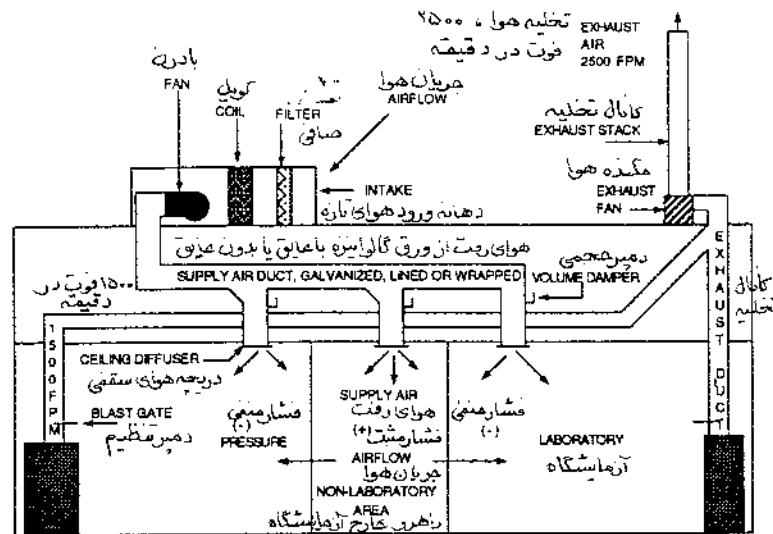 تخلیه هوا، ۲۵۰۰
فوت در دقیقه
EXHAUST
AIR
2500 FPM
بادزن
FAN
کویل
COIL
FILTER
صافی
جریان هوا
AIRFLOW
کانال تخلیه
EXHAUST STACK
INTAKE
دهانه ورود هوای تازه
مکنده هوا
EXHAUST
FAN
هوای رفت از ورق گالوانیزه با عایق یا بدون عایق
SUPPLY AIR DUCT, GALVANIZED, LINED OR WRAPPED
دمپر حجمی
VOLUME DAMPER
EXHAUST DUCT
کانال
تخلیه
۱۵۰۰ فوت در
دقیقه
1500 FPM
CEILING DIFFUSER
دریچه هوای سقفی
BLAST GATE
دمپر تنظیم
فشار منفی
(-)
PRESSURE
SUPPLY AIR
هوای رفت
فشار مثبت
(+)
AIRFLOW
جریان هوا
NON-LABORATORY
AREA
راهرو خارج آزمایشگاه
فشار منفی
(-)
LABORATORY
آزمایشگاه